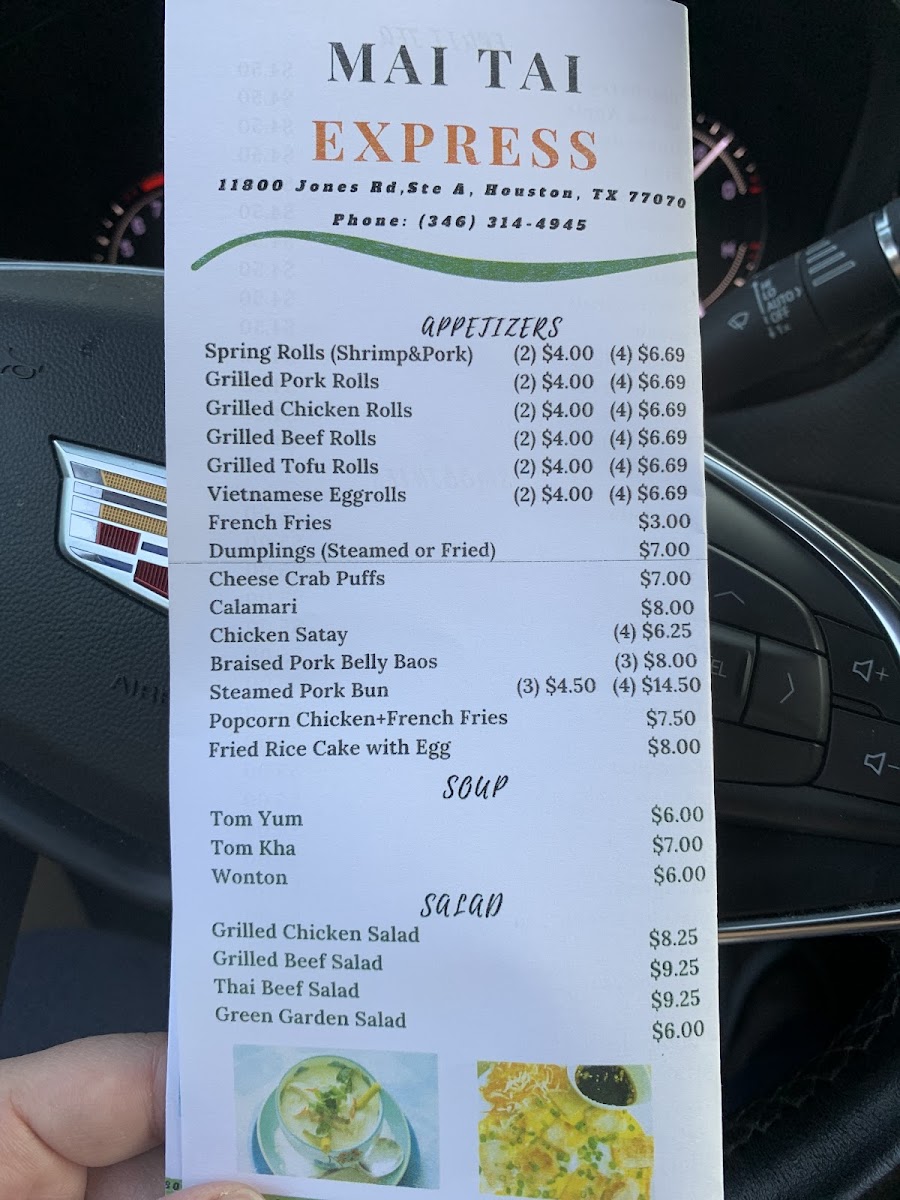 MAI TAI
EXPRESS
11800 Jones Rd,Ste A, Houston, TX 77070
Phone: (346) 314-4945
APPETIZERS
Spring Rolls (Shrimp&Pork) (2) $4.00 (4) $6.69
Grilled Pork Rolls (2) $4.00 (4) $6.69
Grilled Chicken Rolls (2) $4.00 (4) $6.69
Grilled Beef Rolls (2) $4.00 (4) $6.69
Grilled Tofu Rolls (2) $4.00 (4) $6.69
Vietnamese Eggrolls (2) $4.00 (4) $6.69
French Fries $3.00
Dumplings (Steamed or Fried) $7.00
Cheese Crab Puffs $7.00
Calamari $8.00
Chicken Satay (4) $6.25
Braised Pork Belly Baos (3) $8.00
Steamed Pork Bun (3) $4.50 (4) $14.50
Popcorn Chicken+French Fries $7.50
Fried Rice Cake with Egg $8.00
SOUP
Tom Yum $6.00
Tom Kha $7.00
Wonton $6.00
SALAD
Grilled Chicken Salad $8.25
Grilled Beef Salad $9.25
Thai Beef Salad $9.25
Green Garden Salad $6.00
LO
AUTO
OFF